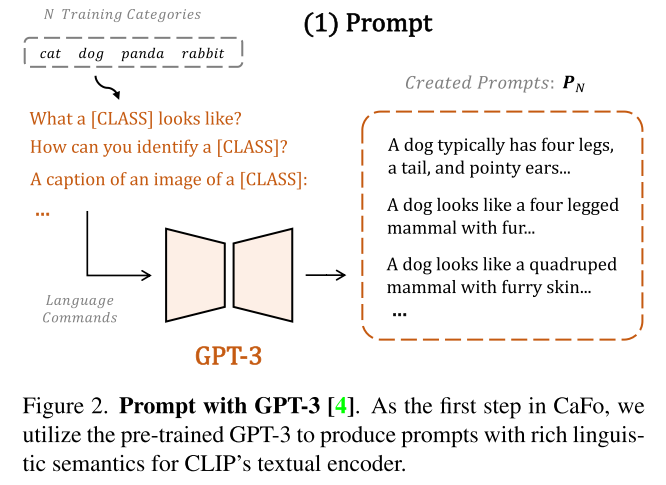 N Training Categories
(1) Prompt
cat dog panda rabbit
Created Prompts: P_N
What a [CLASS] looks like?
How can you identify a [CLASS]?
A caption of an image of a [CLASS]:
...
A dog typically has four legs,
a tail, and pointy ears...
A dog looks like a four legged
mammal with fur...
A dog looks like a quadruped
mammal with furry skin...
...
Language
Commands
GPT-3
Figure 2. Prompt with GPT-3 [4]. As the first step in CaFo, we
utilize the pre-trained GPT-3 to produce prompts with rich linguis-
tic semantics for CLIP's textual encoder.